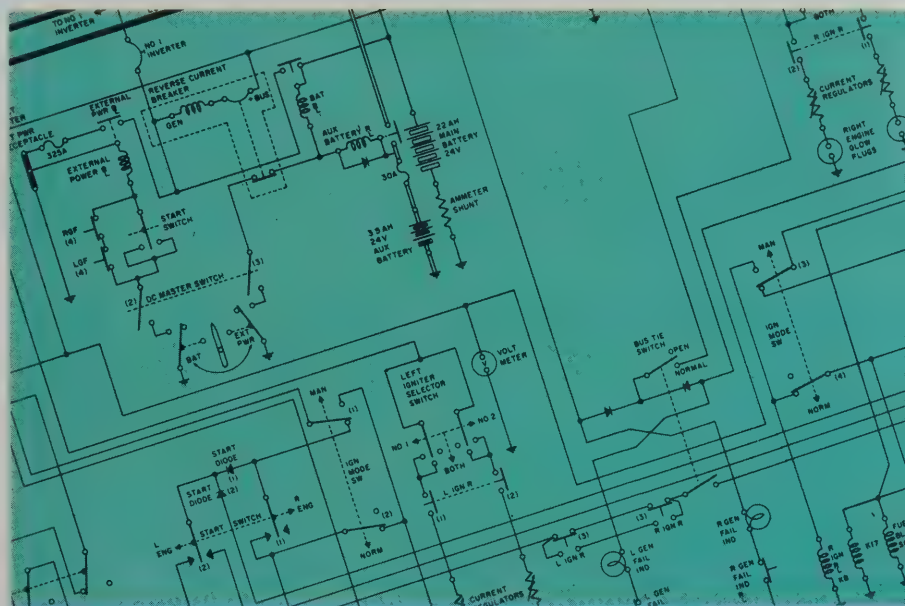 TO NO 1
INVERTER
NO 1
INVERTER
REVERSE CURRENT
BREAKER
GEN
BUS
EXTERNAL
PWR R
PWR
RECEPTACLE
325A
EXTERNAL
POWER R
BAT
R
AUX
BATTERY R
30A
22 AH
MAIN
BATTERY
24V
AMMETER
SHUNT
3.9 AH
24V
AUX
BATTERY
RGF
(4)
LGF
(4)
START
SWITCH
(2)
DC MASTER SWITCH
(3)
BAT
EXT
PWR
BOTH
R IGN R
(2)
(1)
CURRENT
REGULATORS
RIGHT
ENGINE
GLOW
PLUGS
MAN
(3)
IGN
MODE
SW
(4)
NORM
BUS TIE
SWITCH
OPEN
NORMAL
VOLT
METER
V
LEFT
IGNITER
SELECTOR
SWITCH
NO 1
NO 2
BOTH
L IGN R
(1)
(2)
CURRENT
REGULATORS
MAN
(1)
IGN
MODE
SW
(2)
NORM
START
DIODE
(1)
START
DIODE
(2)
L
ENG
START SWITCH
R
ENG
(2)
(1)
(3)
L IGN R
(3)
R IGN R
L GEN
FAIL
IND
L GEN
FAIL
R GEN
FAIL
IND
R GEN
FAIL
IND
R
R
IGN
R
K8
K17